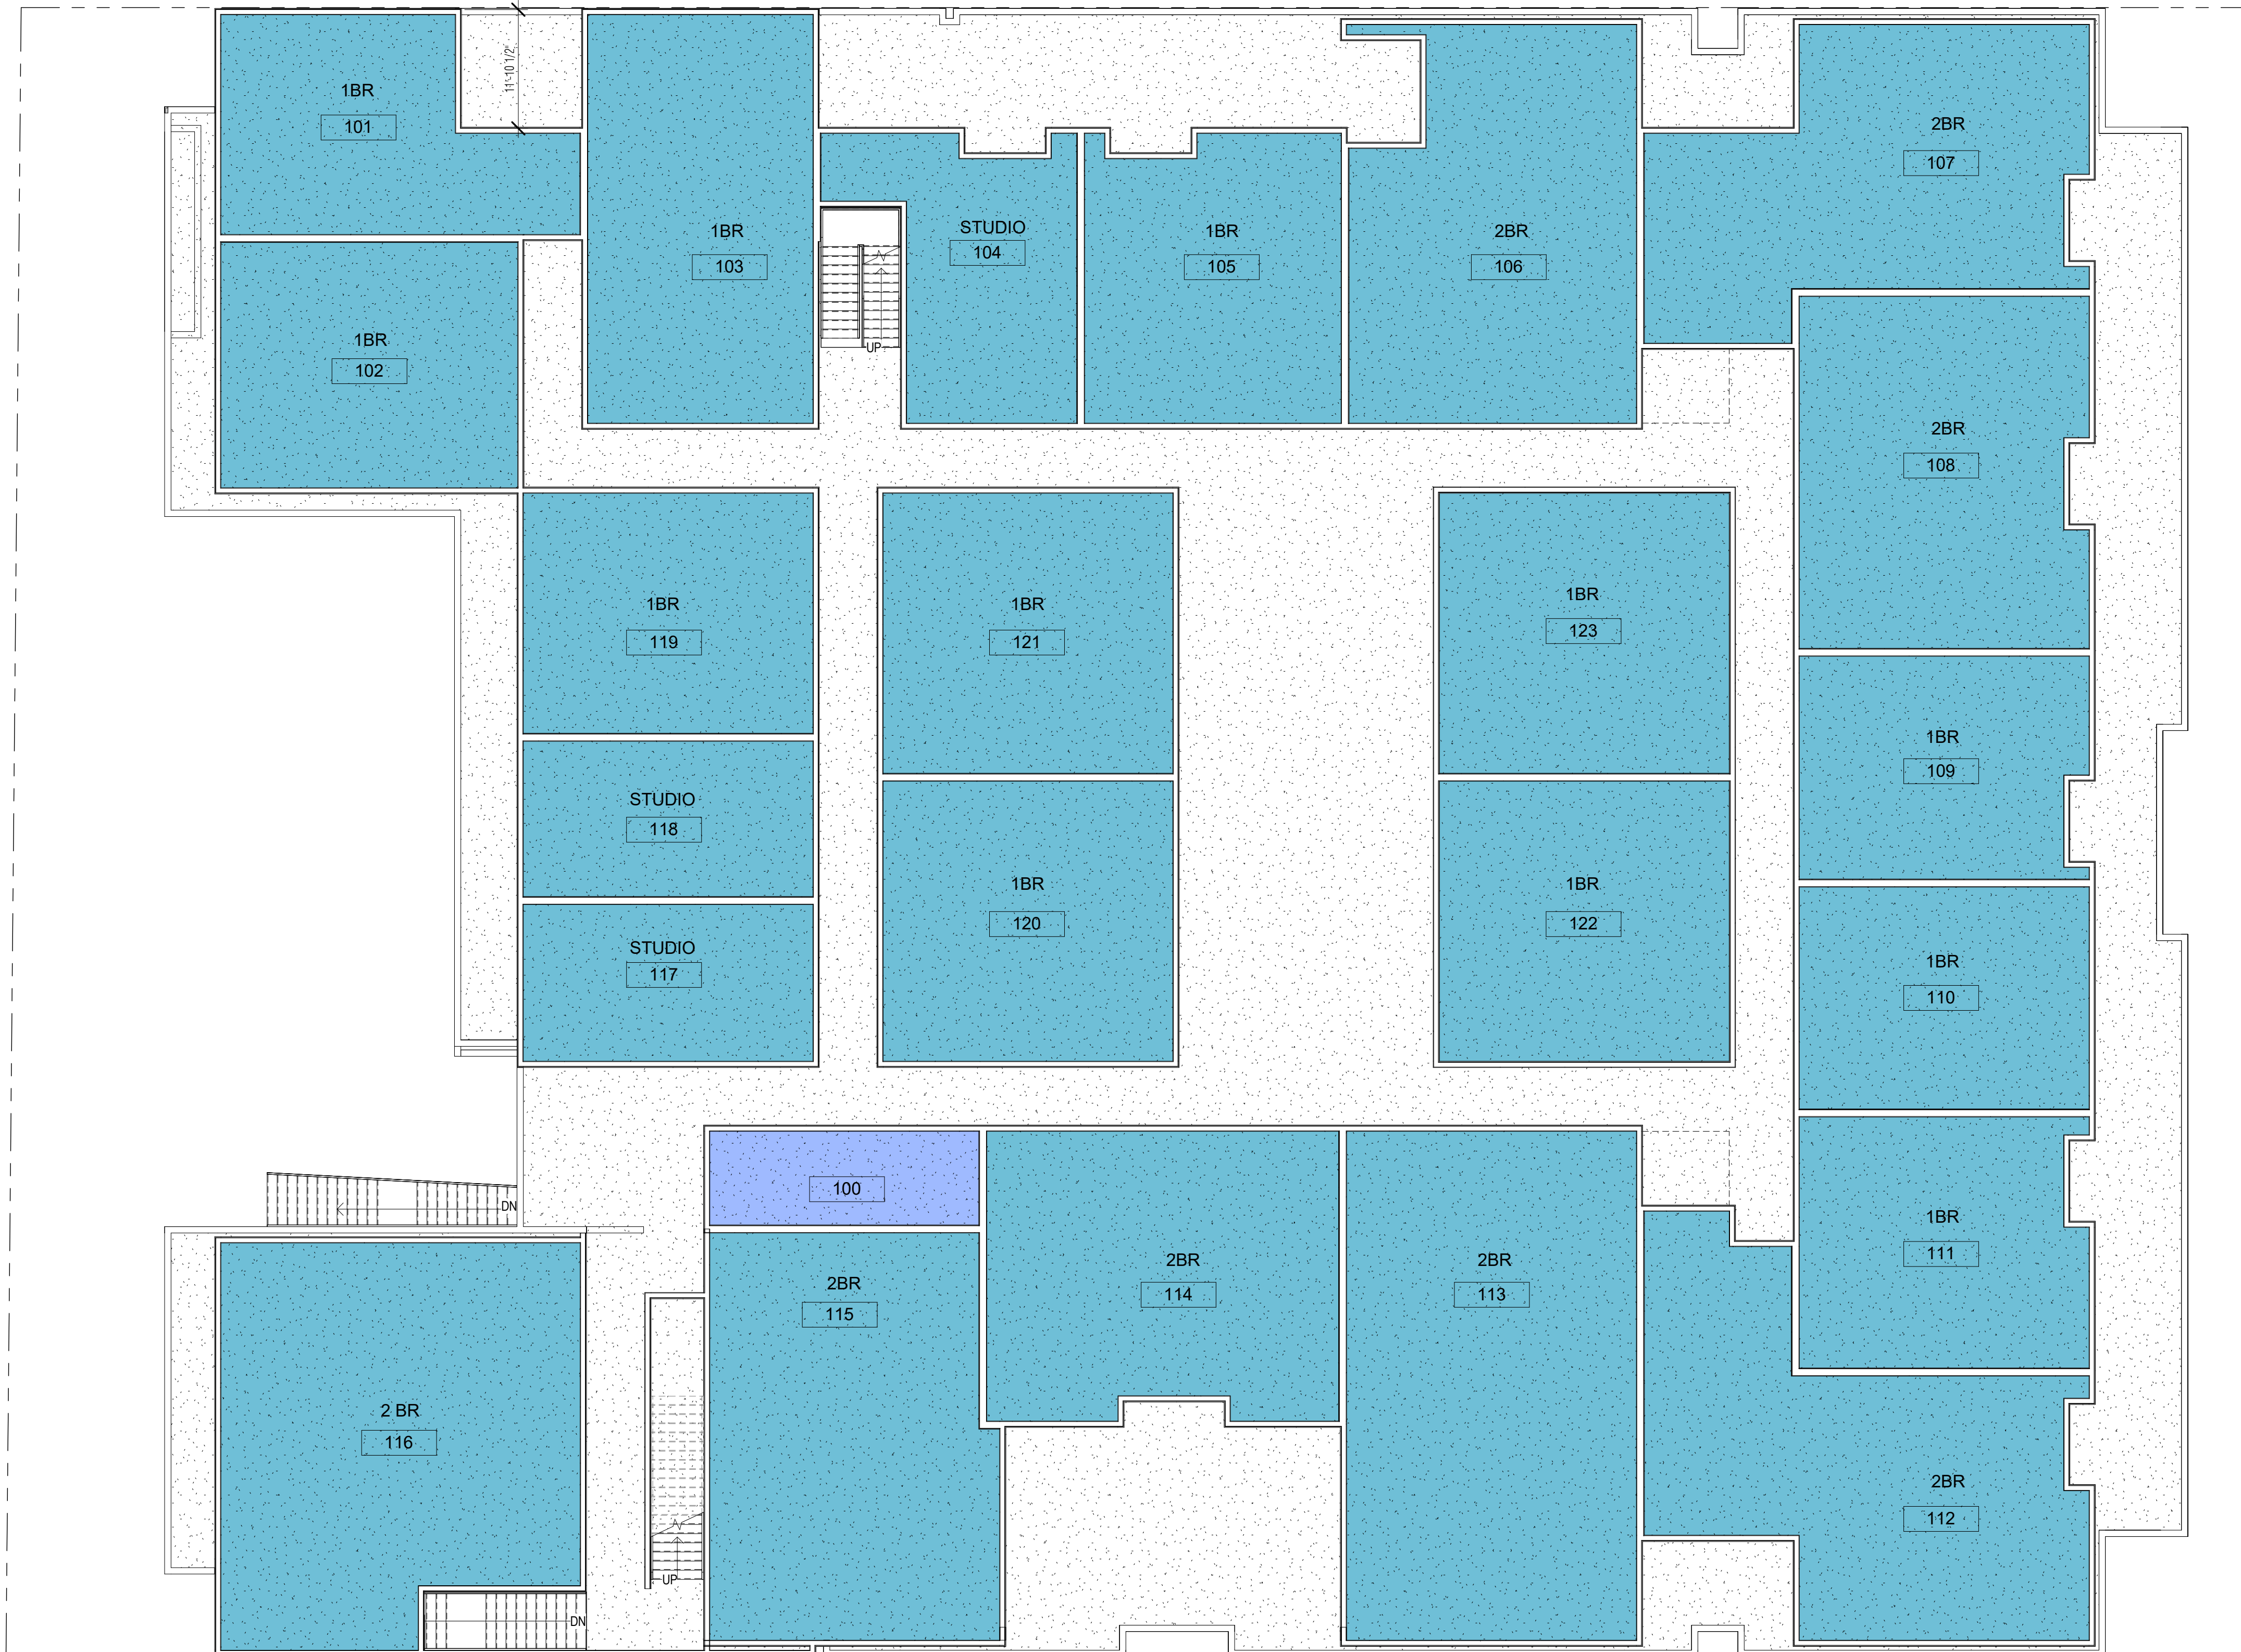 11'-10 1/2"
1BR
101
2BR
107
1BR
103
STUDIO
104
1BR
105
2BR
106
1BR
102
UP
2BR
108
1BR
119
1BR
121
1BR
123
1BR
109
STUDIO
118
1BR
120
1BR
122
STUDIO
117
1BR
110
100
DN
1BR
111
2BR
115
2BR
114
2BR
113
2 BR
116
2BR
112
UP
DN